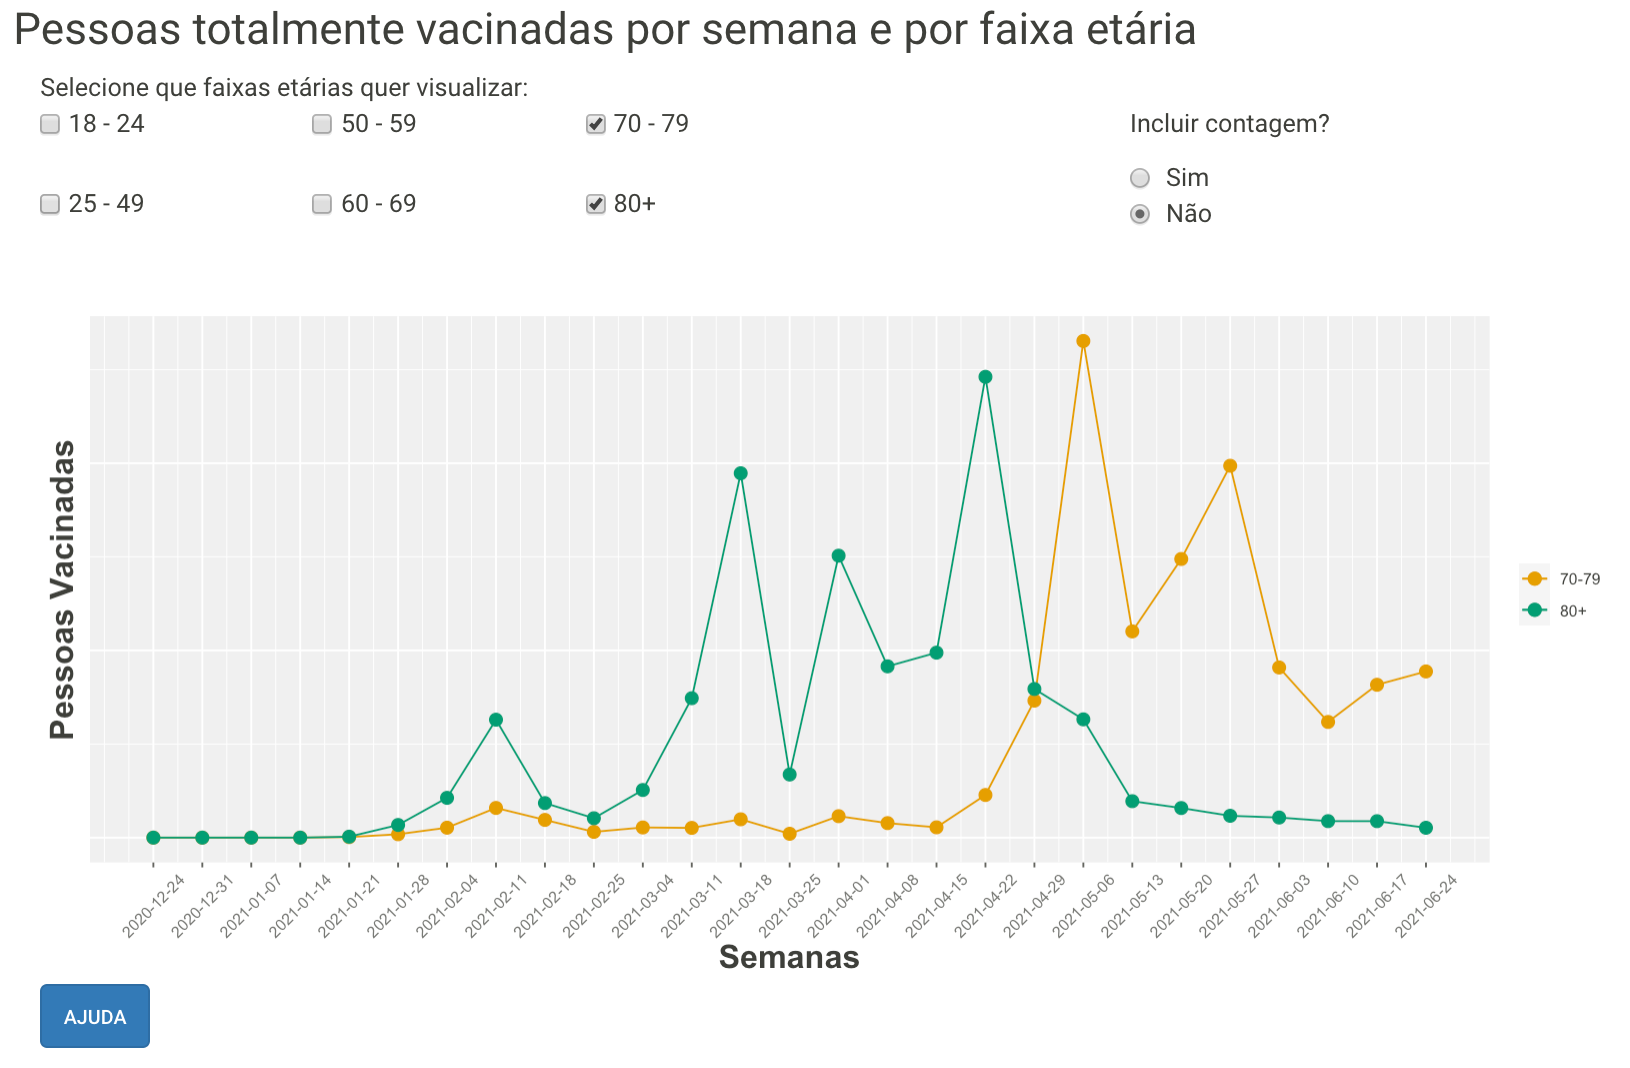 Pessoas totalmente vacinadas por semana e por faixa etária
Selecione que faixas etárias quer visualizar:
18 - 24
50 - 59
70 - 79
Incluir contagem?
25 - 49
60 - 69
80+
Sim
Não
Pessoas Vacinadas
70-79
80+
2020-12-24
2020-12-31
2021-01-07
2021-01-14
2021-01-21
2021-01-28
2021-02-04
2021-02-11
2021-02-18
2021-02-25
2021-03-04
2021-03-11
2021-03-18
2021-03-25
2021-04-01
2021-04-08
2021-04-15
2021-04-22
2021-04-29
2021-05-06
2021-05-13
2021-05-20
2021-05-27
2021-06-03
2021-06-10
2021-06-17
2021-06-24
Semanas
AJUDA